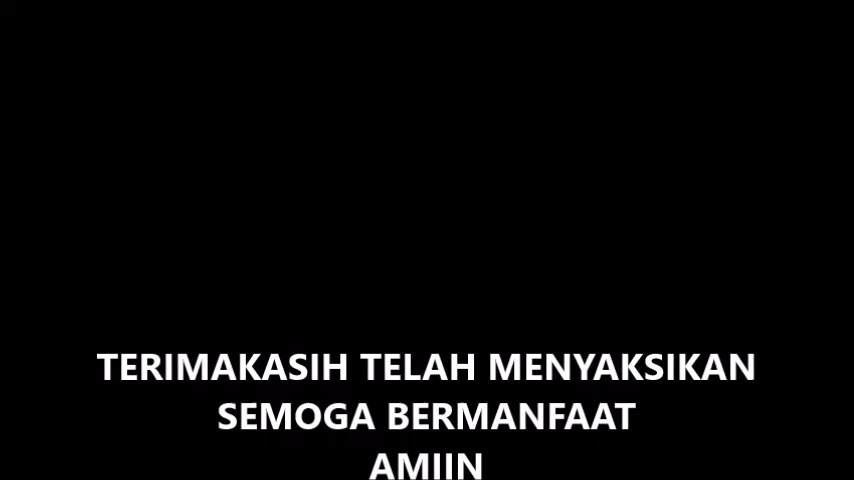 TERIMAKASIH TELAH MENYAKSIKAN
SEMOGA BERMANFAAT
AMIIN